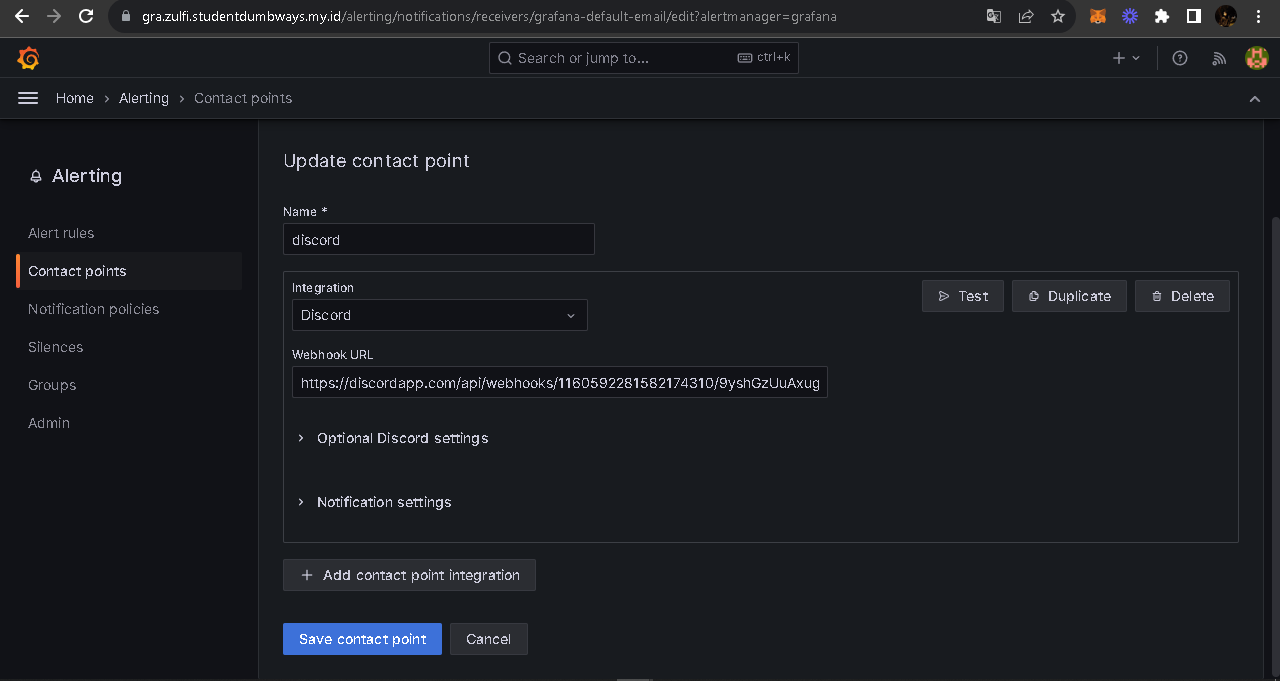 gra.zulfi.studentdumbways.my.id/alerting/notifications/receivers/grafana-default-email/edit?alertmanager=grafana
Search or jump to... ctrl+k
Home › Alerting › Contact points
Alerting
Alert rules
Contact points
Notification policies
Silences
Groups
Admin
Update contact point
Name *
discord
Integration
Discord
Test Duplicate Delete
Webhook URL
https://discordapp.com/api/webhooks/1160592281582174310/9yshGzUuAxug
Optional Discord settings
Notification settings
Add contact point integration
Save contact point Cancel